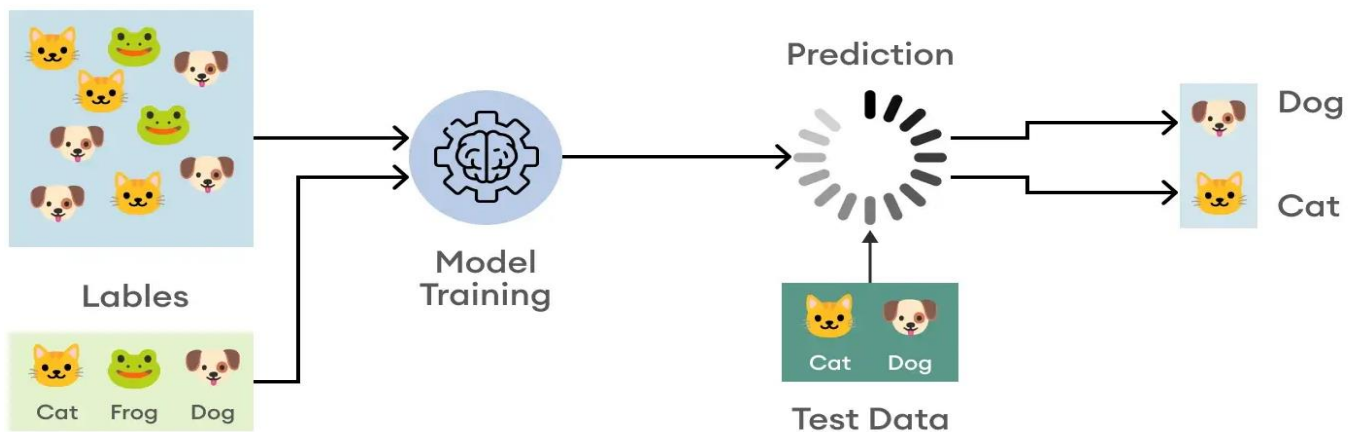 Lables
Cat Frog Dog
Model
Training
Prediction
Cat Dog
Test Data
Dog
Cat